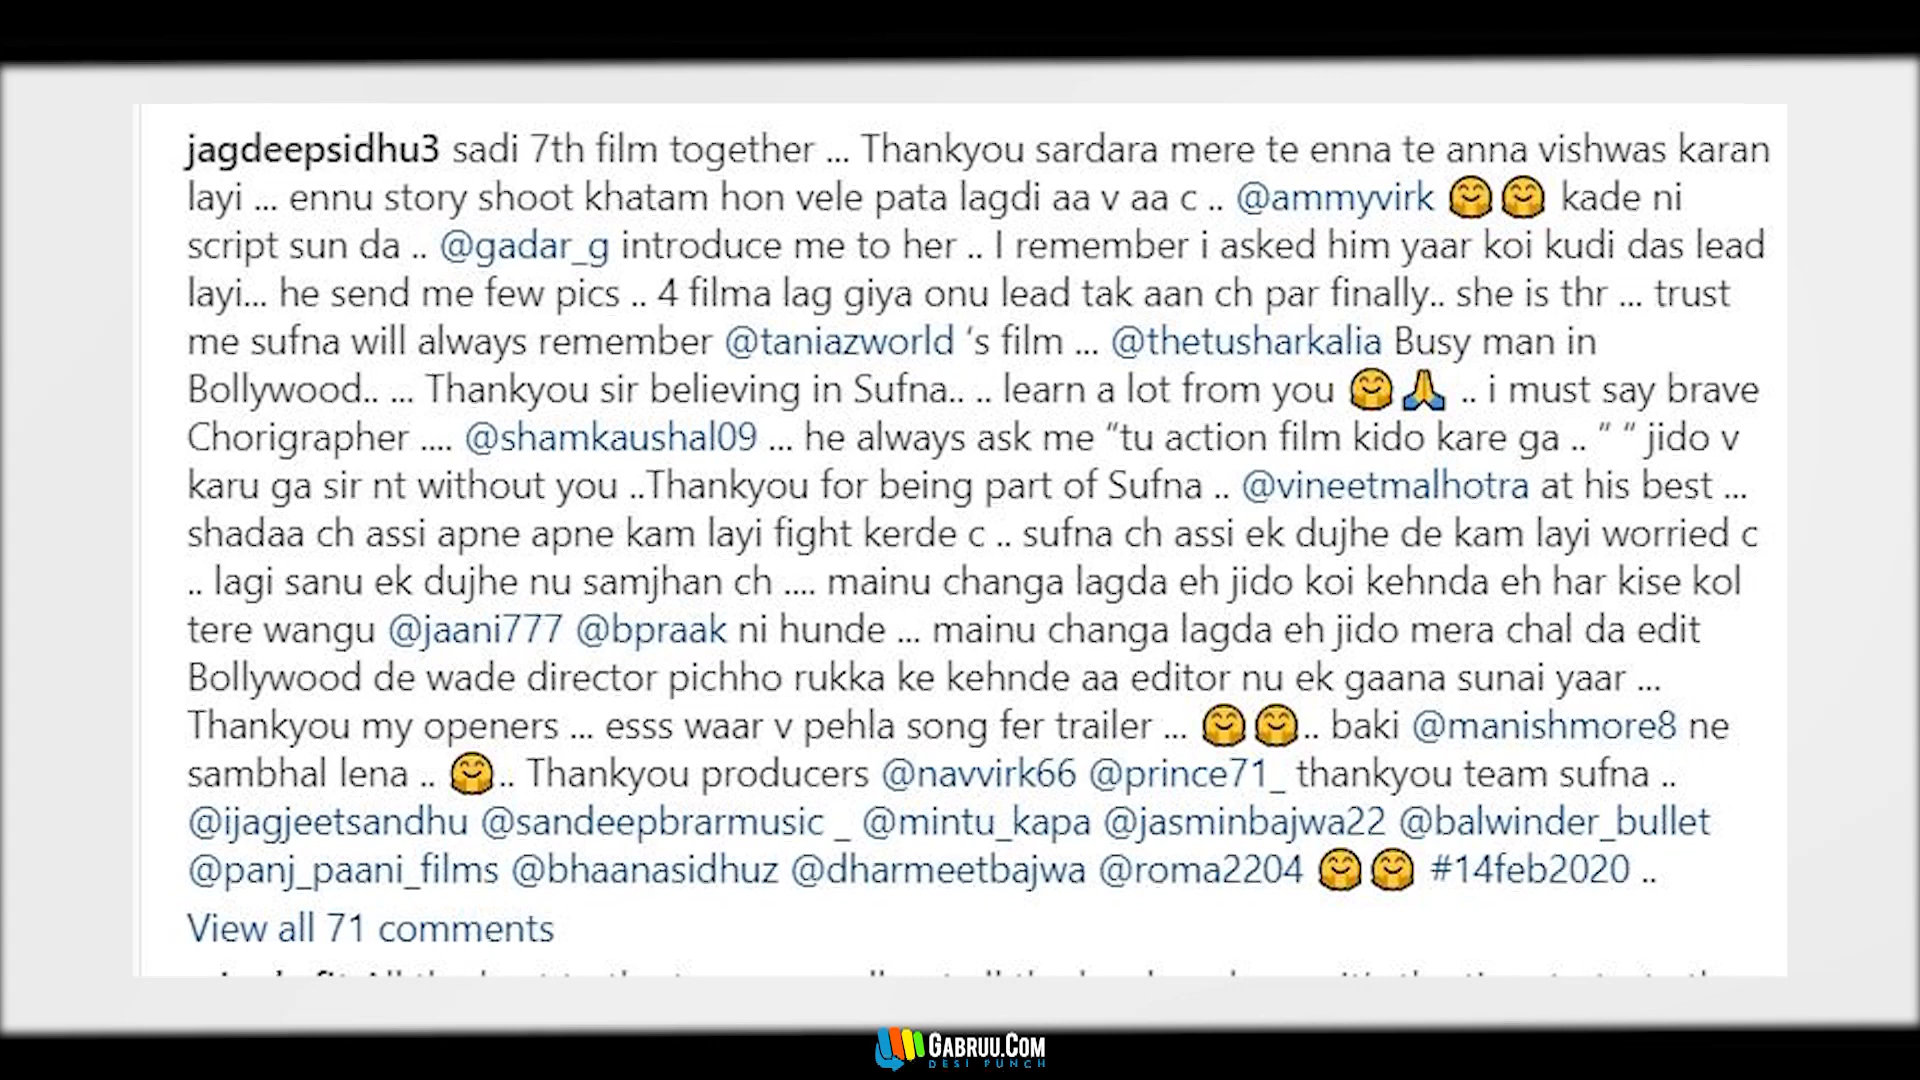 jagdeepsidhu3 sadi 7th film together ... Thankyou sardara mere te enna te anna vishwas karan
layi ... ennu story shoot khatam hon vele pata lagdi aa v aa c .. @ammyvirk 🤗🤗 kade ni
script sun da .. @gadar_g introduce me to her .. I remember i asked him yaar koi kudi das lead
layi... he send me few pics .. 4 filma lag giya onu lead tak aan ch par finally.. she is thr ... trust
me sufna will always remember @taniazworld ‘s film ... @thetusharkalia Busy man in
Bollywood.. ... Thankyou sir believing in Sufna.. .. learn a lot from you 🤗🙏 .. i must say brave
Chorigrapher .... @shamkaushal09 ... he always ask me “tu action film kido kare ga .. ” “ jido v
karu ga sir nt without you ..Thankyou for being part of Sufna .. @vineetmalhotra at his best ...
shadaa ch assi apne apne kam layi fight kerde c .. sufna ch assi ek dujhe de kam layi worried c
.. lagi sanu ek dujhe nu samjhan ch .... mainu changa lagda eh jido koi kehnda eh har kise kol
tere wangu @jaani777 @bpraak ni hunde ... mainu changa lagda eh jido mera chal da edit
Bollywood de wade director pichho rukka ke kehnde aa editor nu ek gaana sunai yaar ...
Thankyou my openers ... esss waar v pehla song fer trailer ... 🤗🤗.. baki @manishmore8 ne
sambhal lena .. 🤗.. Thankyou producers @navvirk66 @prince71_ thankyou team sufna ..
@ijagjeetsandhu @sandeepbrarmusic _ @mintu_kapa @jasminbajwa22 @balwinder_bullet
@panj_paani_films @bhaanasidhuz @dharmeetbajwa @roma2204 🤗🤗 #14feb2020 ..
View all 71 comments
GABRUU.COM
DESI PUNCH